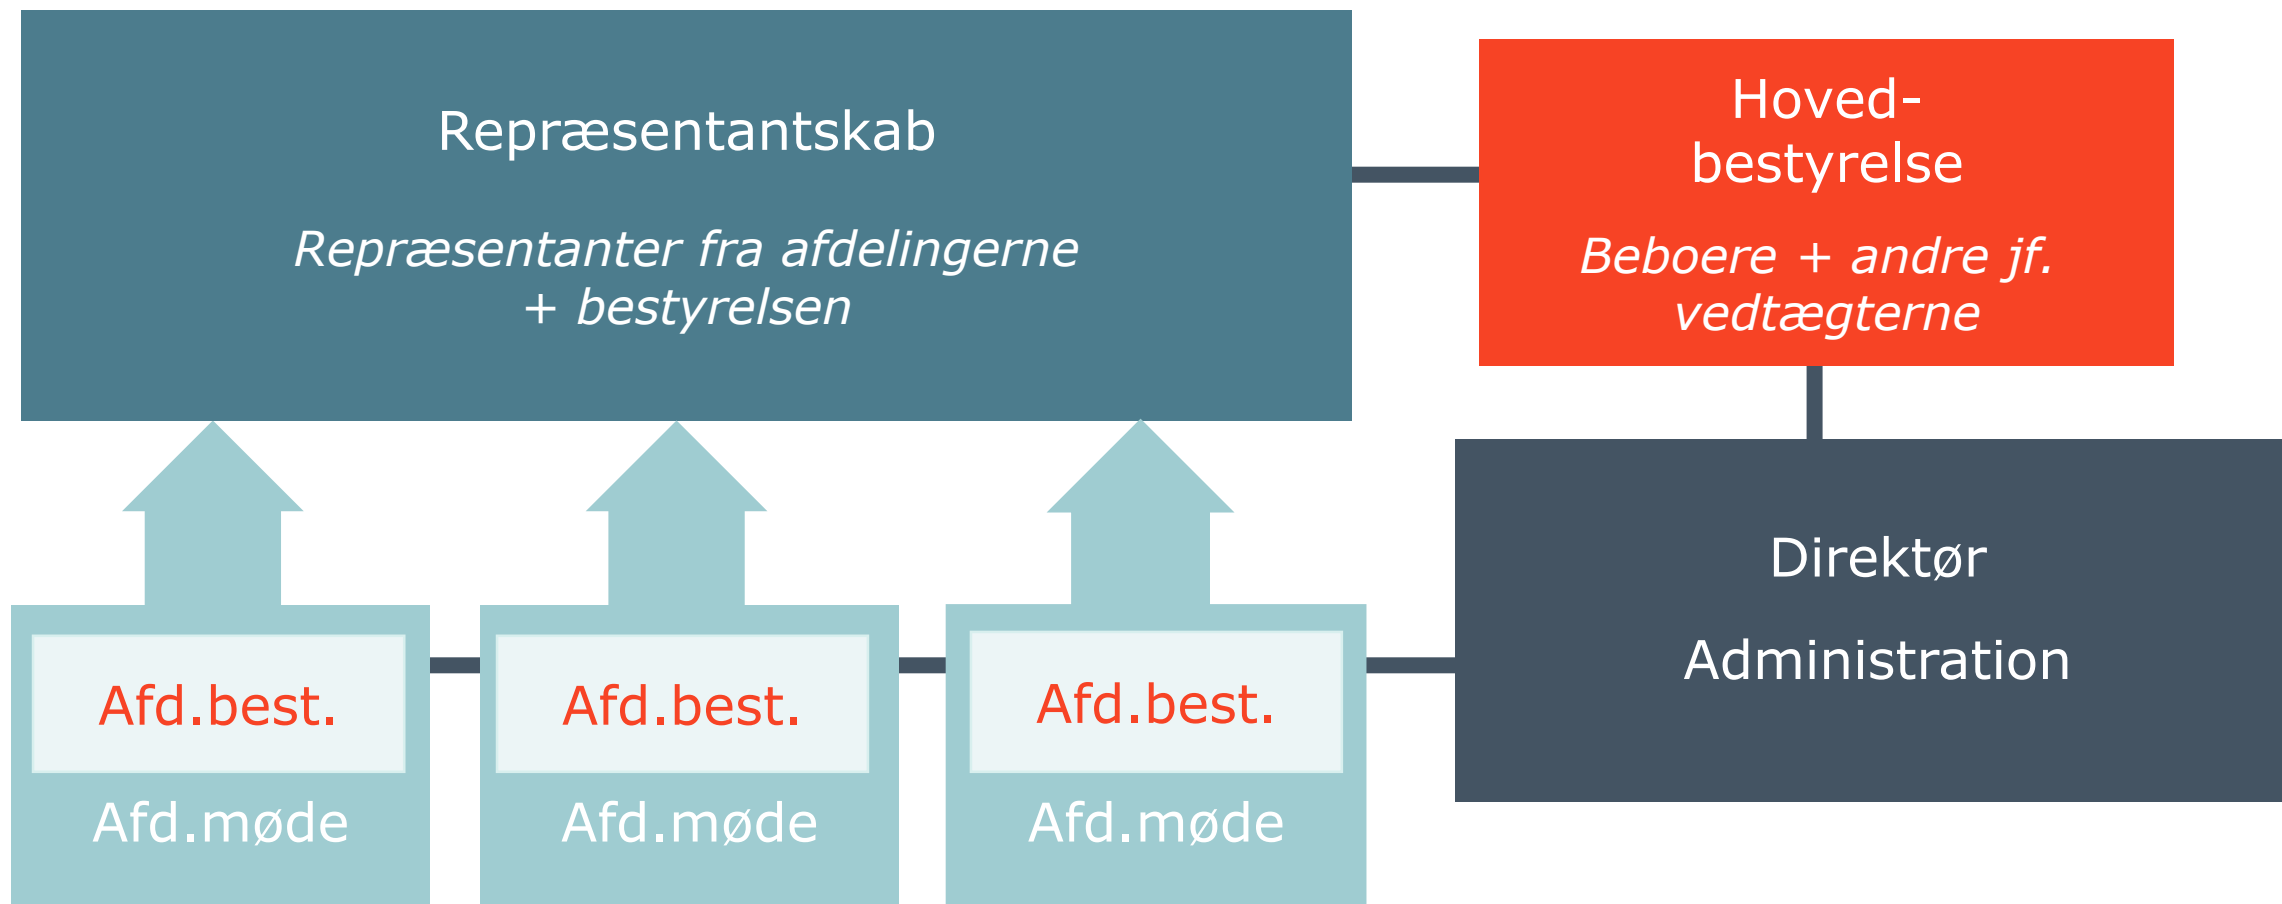 Repræsentantskab
Repræsentanter fra afdelingerne
+ bestyrelsen
Hoved-
bestyrelse
Beboere + andre jf.
vedtægterne
Direktør
Administration
Afd.best.
Afd.møde
Afd.best.
Afd.møde
Afd.best.
Afd.møde